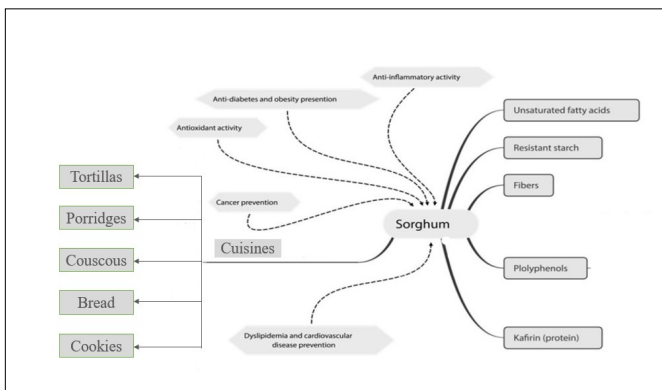 Anti-inflammatory activity
Anti-diabetes and obesity presention
Antioxidant activity
Cancer prevention
Dyslipidemia and cardiovascular
disease prevention
Tortillas
Porridges
Couscous
Bread
Cookies
Cuisines
Sorghum
Unsaturated fatty acids
Resistant starch
Fibers
Plolyphenols
Kafirin (protein)